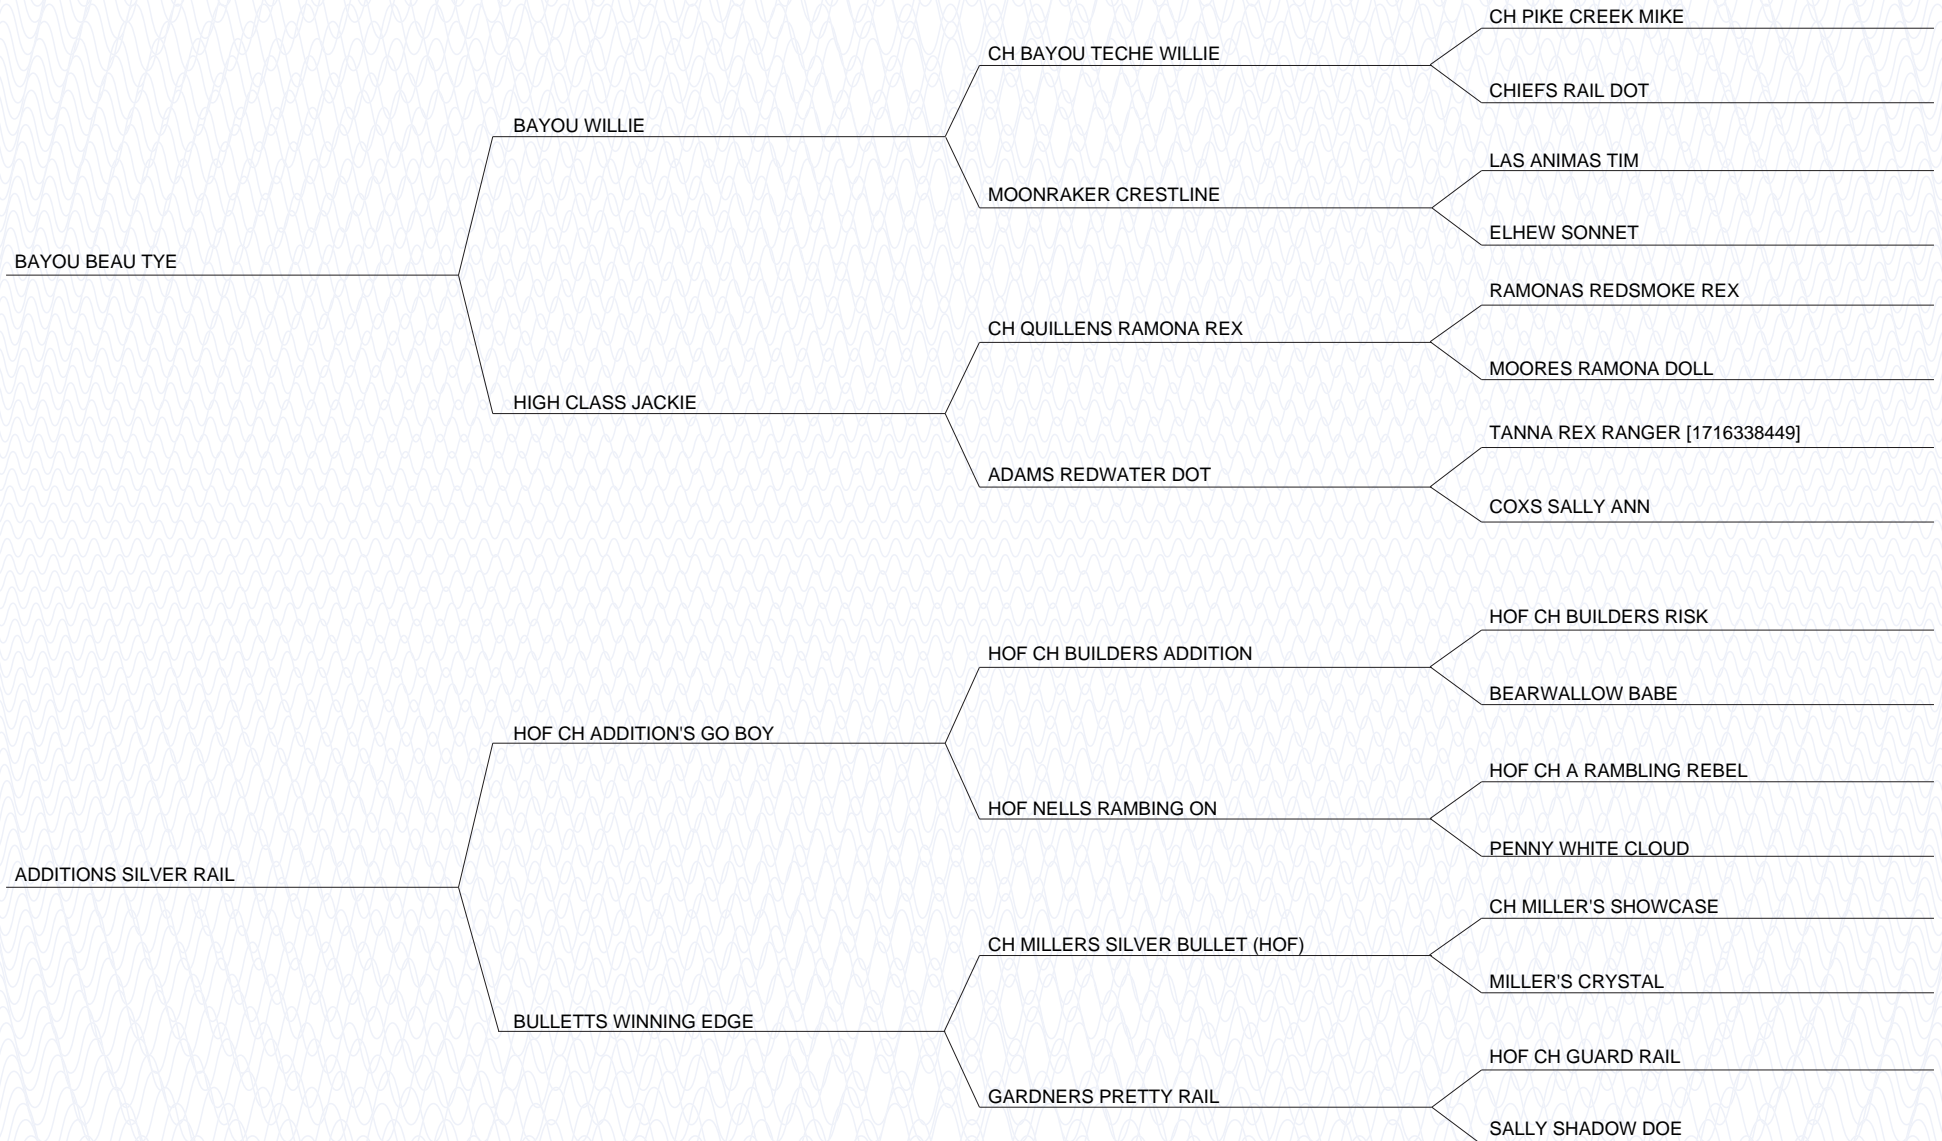 CH PIKE CREEK MIKE
CH BAYOU TECHE WILLIE
CHIEFS RAIL DOT
BAYOU WILLIE
LAS ANIMAS TIM
MOONRAKER CRESTLINE
ELHEW SONNET
BAYOU BEAU TYE
RAMONAS REDSMOKE REX
CH QUILLENS RAMONA REX
MOORES RAMONA DOLL
HIGH CLASS JACKIE
TANNA REX RANGER [1716338449]
ADAMS REDWATER DOT
COXS SALLY ANN
HOF CH BUILDERS RISK
HOF CH BUILDERS ADDITION
BEARWALLOW BABE
HOF CH ADDITION'S GO BOY
HOF CH A RAMBLING REBEL
HOF NELLS RAMBING ON
PENNY WHITE CLOUD
ADDITIONS SILVER RAIL
CH MILLER'S SHOWCASE
CH MILLERS SILVER BULLET (HOF)
MILLER'S CRYSTAL
BULLETTS WINNING EDGE
HOF CH GUARD RAIL
GARDNERS PRETTY RAIL
SALLY SHADOW DOE